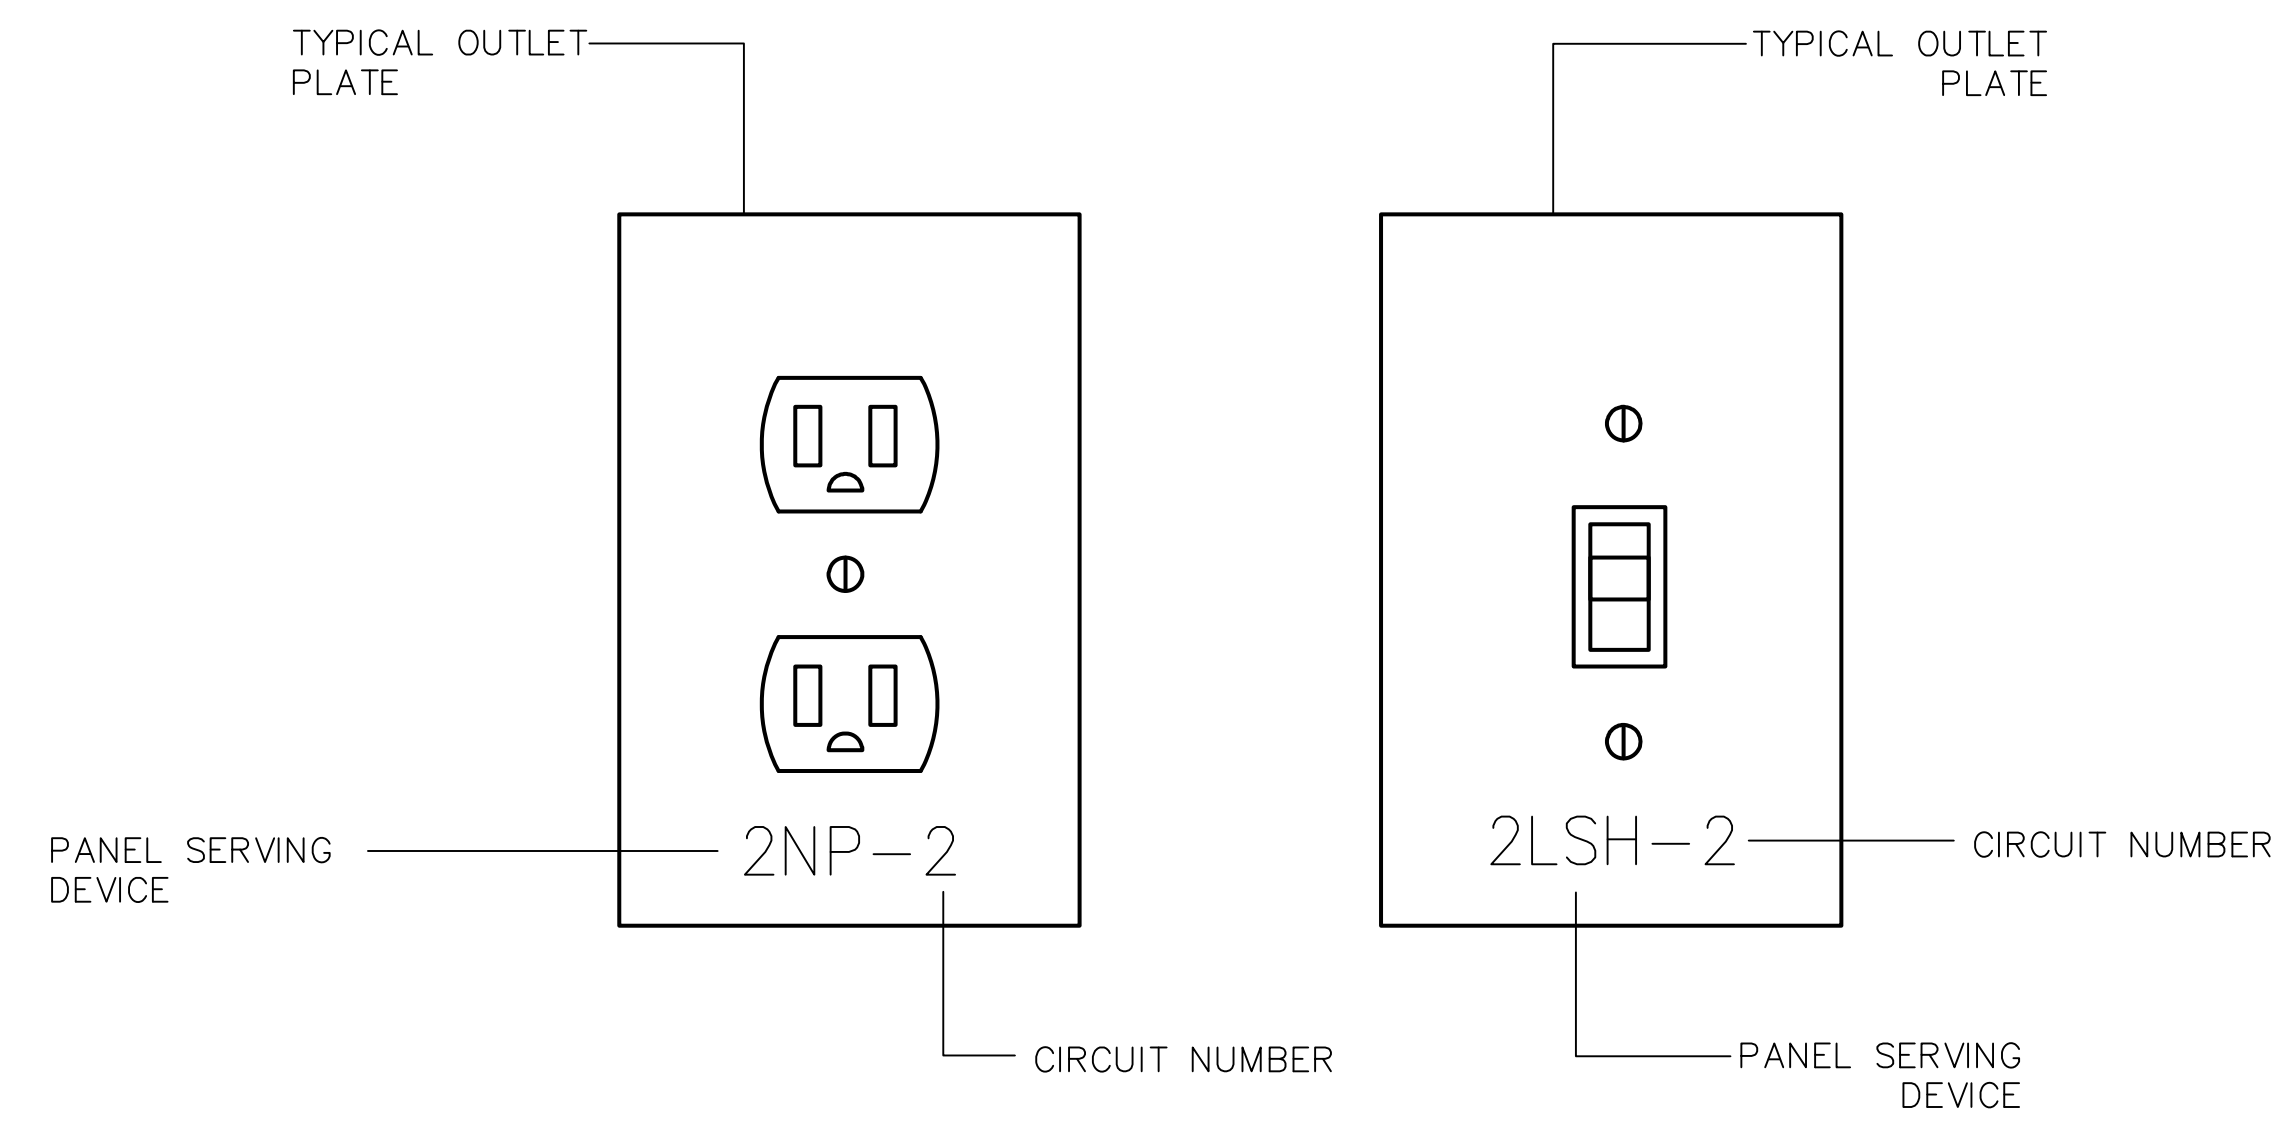 TYPICAL OUTLET
PLATE
TYPICAL OUTLET
PLATE
PANEL SERVING
DEVICE
2NP-2
CIRCUIT NUMBER
2LSH-2
CIRCUIT NUMBER
PANEL SERVING
DEVICE